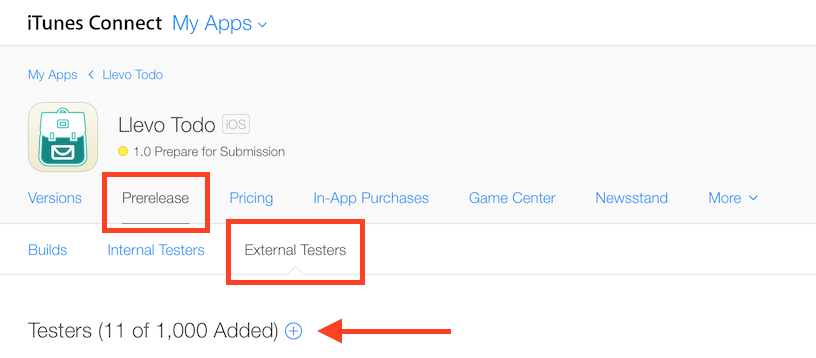 iTunes Connect My Apps
My Apps Llevo Todo
Llevo Todo iOS
1.0 Prepare for Submission
Versions Prerelease Pricing In-App Purchases Game Center Newsstand More
Builds Internal Testers External Testers
Testers (11 of 1,000 Added)